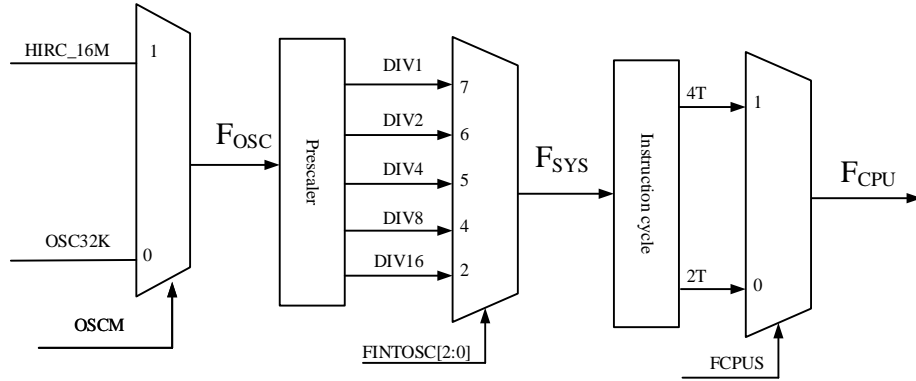 HIRC_16M
1
OSC32K
0
OSCM
FOSC
Prescaler
DIV1
DIV2
DIV4
DIV8
DIV16
7
6
5
4
2
FINTOSC[2:0]
FSYS
Instruction cycle
4T
2T
1
0
FCPUS
FCPU